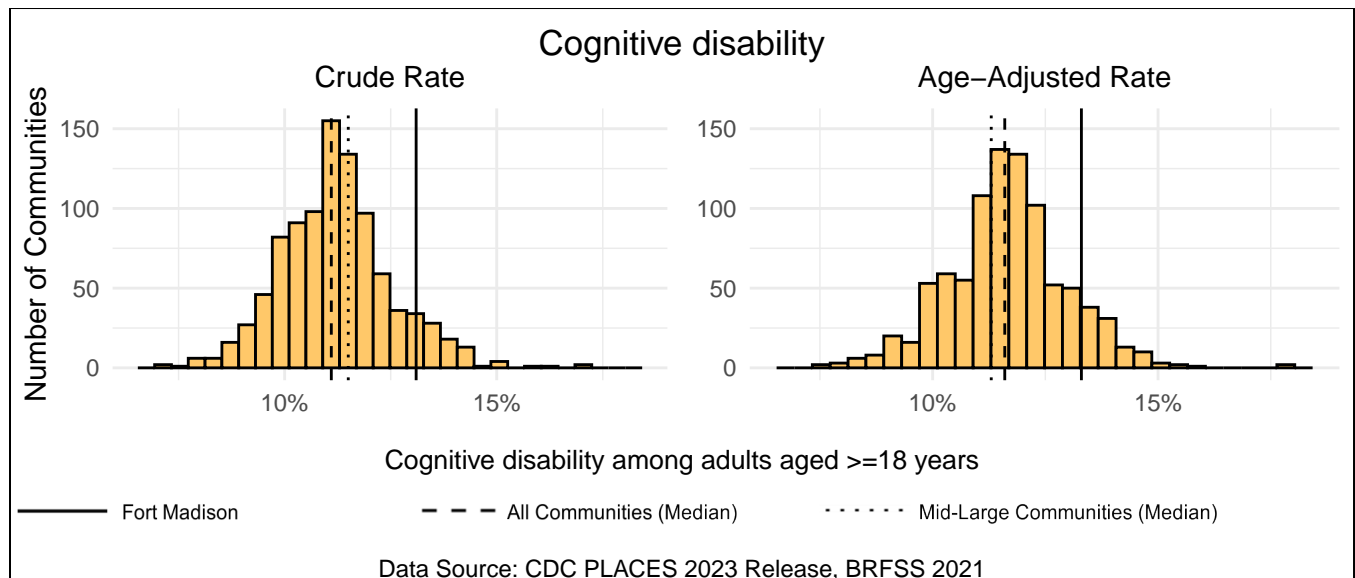 Cognitive disability
Crude Rate
Age−Adjusted Rate
Number of Communities
150
100
50
0
10%
15%
150
100
50
0
10%
15%
Cognitive disability among adults aged >=18 years
Fort Madison
All Communities (Median)
Mid-Large Communities (Median)
Data Source: CDC PLACES 2023 Release, BRFSS 2021